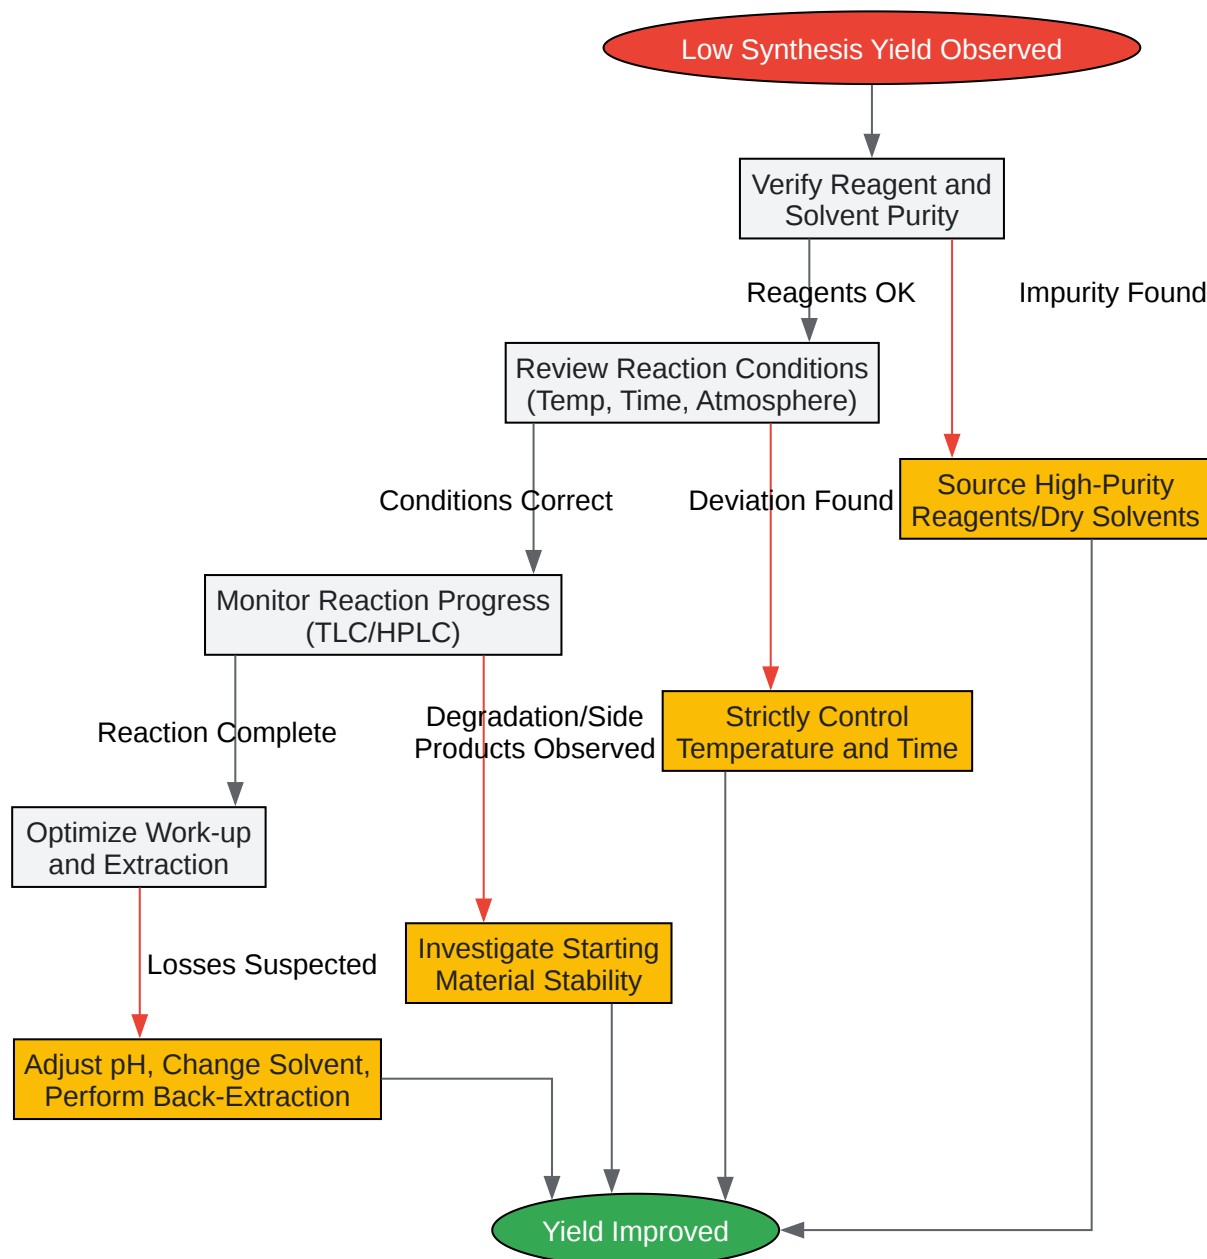 Low Synthesis Yield Observed
Verify Reagent and
Solvent Purity
Reagents OK
Impurity Found
Review Reaction Conditions
(Temp, Time, Atmosphere)
Conditions Correct
Deviation Found
Source High-Purity
Reagents/Dry Solvents
Monitor Reaction Progress
(TLC/HPLC)
Reaction Complete
Degradation/Side
Products Observed
Strictly Control
Temperature and Time
Optimize Work-up
and Extraction
Losses Suspected
Investigate Starting
Material Stability
Adjust pH, Change Solvent,
Perform Back-Extraction
Yield Improved